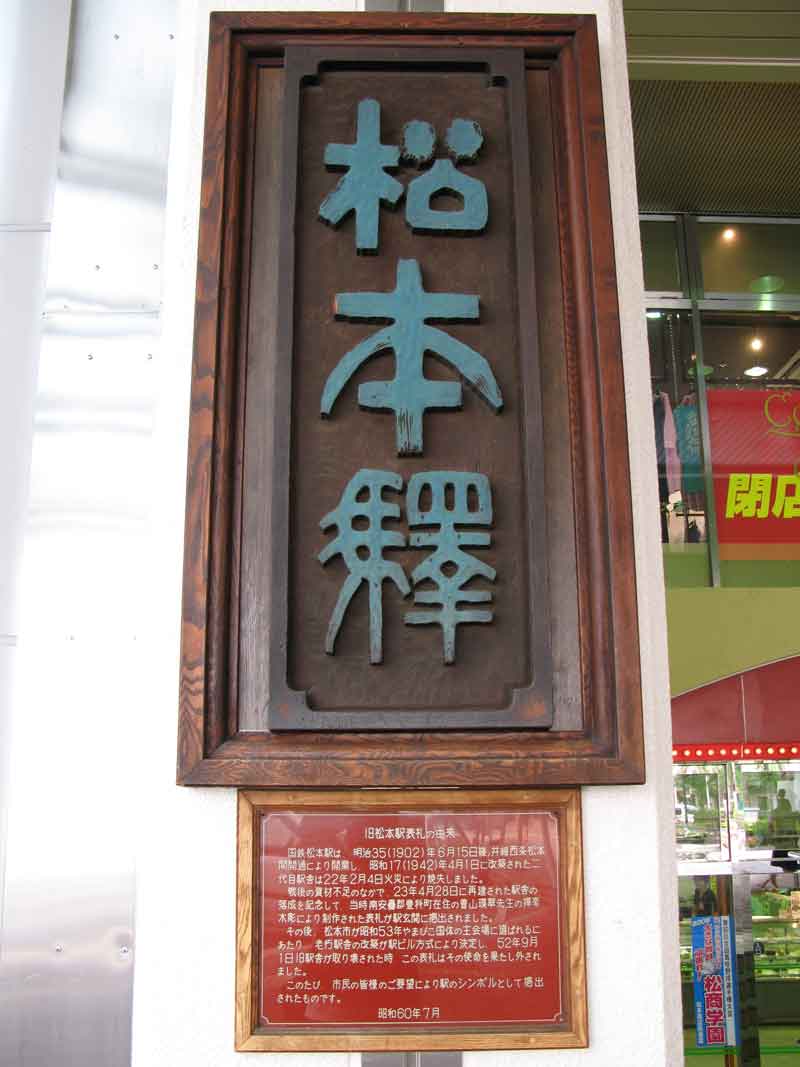 松本驛
旧松本駅表札の由来
国鉄松本駅は、明治35(1902)年6月15日篠ノ井線西条松本
間開通により開業し、昭和17(1942)年4月1日に改築された二
代目駅舎は22年2月4日火災により焼失しました。
戦後の資材不足のなかで、23年4月28日に再建された駅舎の
落成を記念して、当時南安曇郡豊科町在住の曽山環翠先生の揮毫
木彫により制作された表札が駅玄関に掲出されました。
その後、松本市が昭和53年やまびこ国体の主会場に選ばれるに
あたり、老朽駅舎の改築が駅ビル方式により決定し、52年9月
1日旧駅舎が取り壊された時、この表札はその使命を果たし外され
ました。
このたび、市民の皆様のご要望により駅のシンボルとして掲出
されたものです。
昭和60年7月
閉店
松商学園